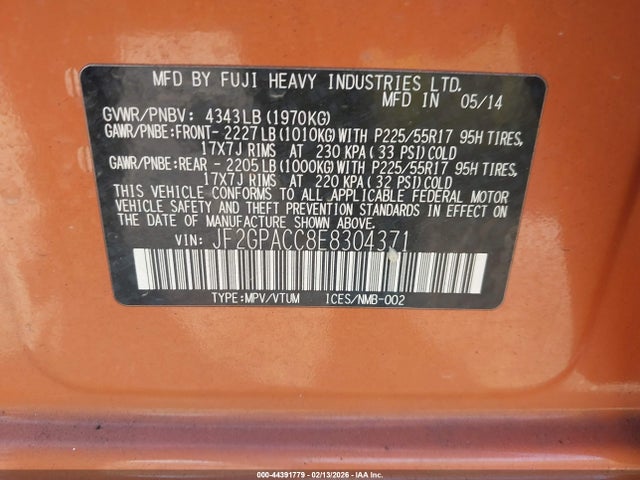 MFD BY FUJI HEAVY INDUSTRIES LTD.
MFD IN 05/14
GVWR/PNBV: 4343LB(1970KG)
GAWR/PNBE:FRONT- 2227LB(1010KG)WITH P225/55R17 95H TIRES,
17X7J RIMS AT 230 KPA(33 PSI)COLD
GAWR/PNBE:REAR - 2205LB(1000KG)WITH P225/55R17 95H TIRES,
17X7J RIMS AT 220 KPA(32 PSI)COLD
THIS VEHICLE CONFORMS TO ALL APPLICABLE FEDERAL MOTOR
VEHICLE SAFETY AND THEFT PREVENTION STANDARDS IN EFFECT ON
THE DATE OF MANUFACTURE SHOWN ABOVE.
VIN: JF2GPACC8E8304371
TYPE:MPV/VTUM ICES/NMB-002
000-44391779 - 02/13/2026 - IAA Inc.